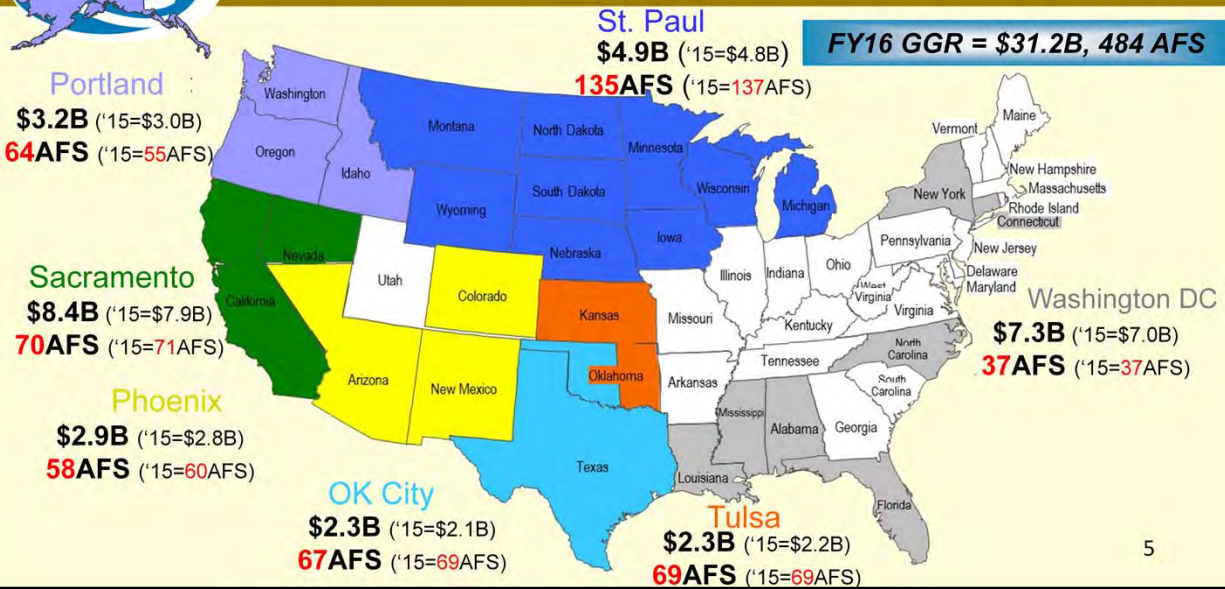 St. Paul
$4.9B ('15=$4.8B)
135AFS ('15=137AFS)
FY16 GGR = $31.2B, 484 AFS
Portland
$3.2B ('15=$3.0B)
64AFS ('15=55AFS)
Sacramento
$8.4B ('15=$7.9B)
70AFS ('15=71AFS)
Phoenix
$2.9B ('15=$2.8B)
58AFS ('15=60AFS)
OK City
$2.3B ('15=$2.1B)
67AFS ('15=69AFS)
Tulsa
$2.3B ('15=$2.2B)
69AFS ('15=69AFS)
Washington DC
$7.3B ('15=$7.0B)
37AFS ('15=37AFS)
Washington
Oregon
Idaho
Montana
North Dakota
Minnesota
Wyoming
South Dakota
Wisconsin
Michigan
Nebraska
Iowa
Nevada
California
Utah
Colorado
Arizona
New Mexico
Kansas
Oklahoma
Texas
Missouri
Arkansas
Louisiana
Illinois
Indiana
Ohio
Kentucky
Tennessee
Mississippi
Alabama
Georgia
Florida
South
Carolina
North
Carolina
Virginia
West
Virginia
Pennsylvania
New York
Vermont
Maine
New Hampshire
Massachusetts
Rhode Island
Connecticut
New Jersey
Delaware
Maryland
5